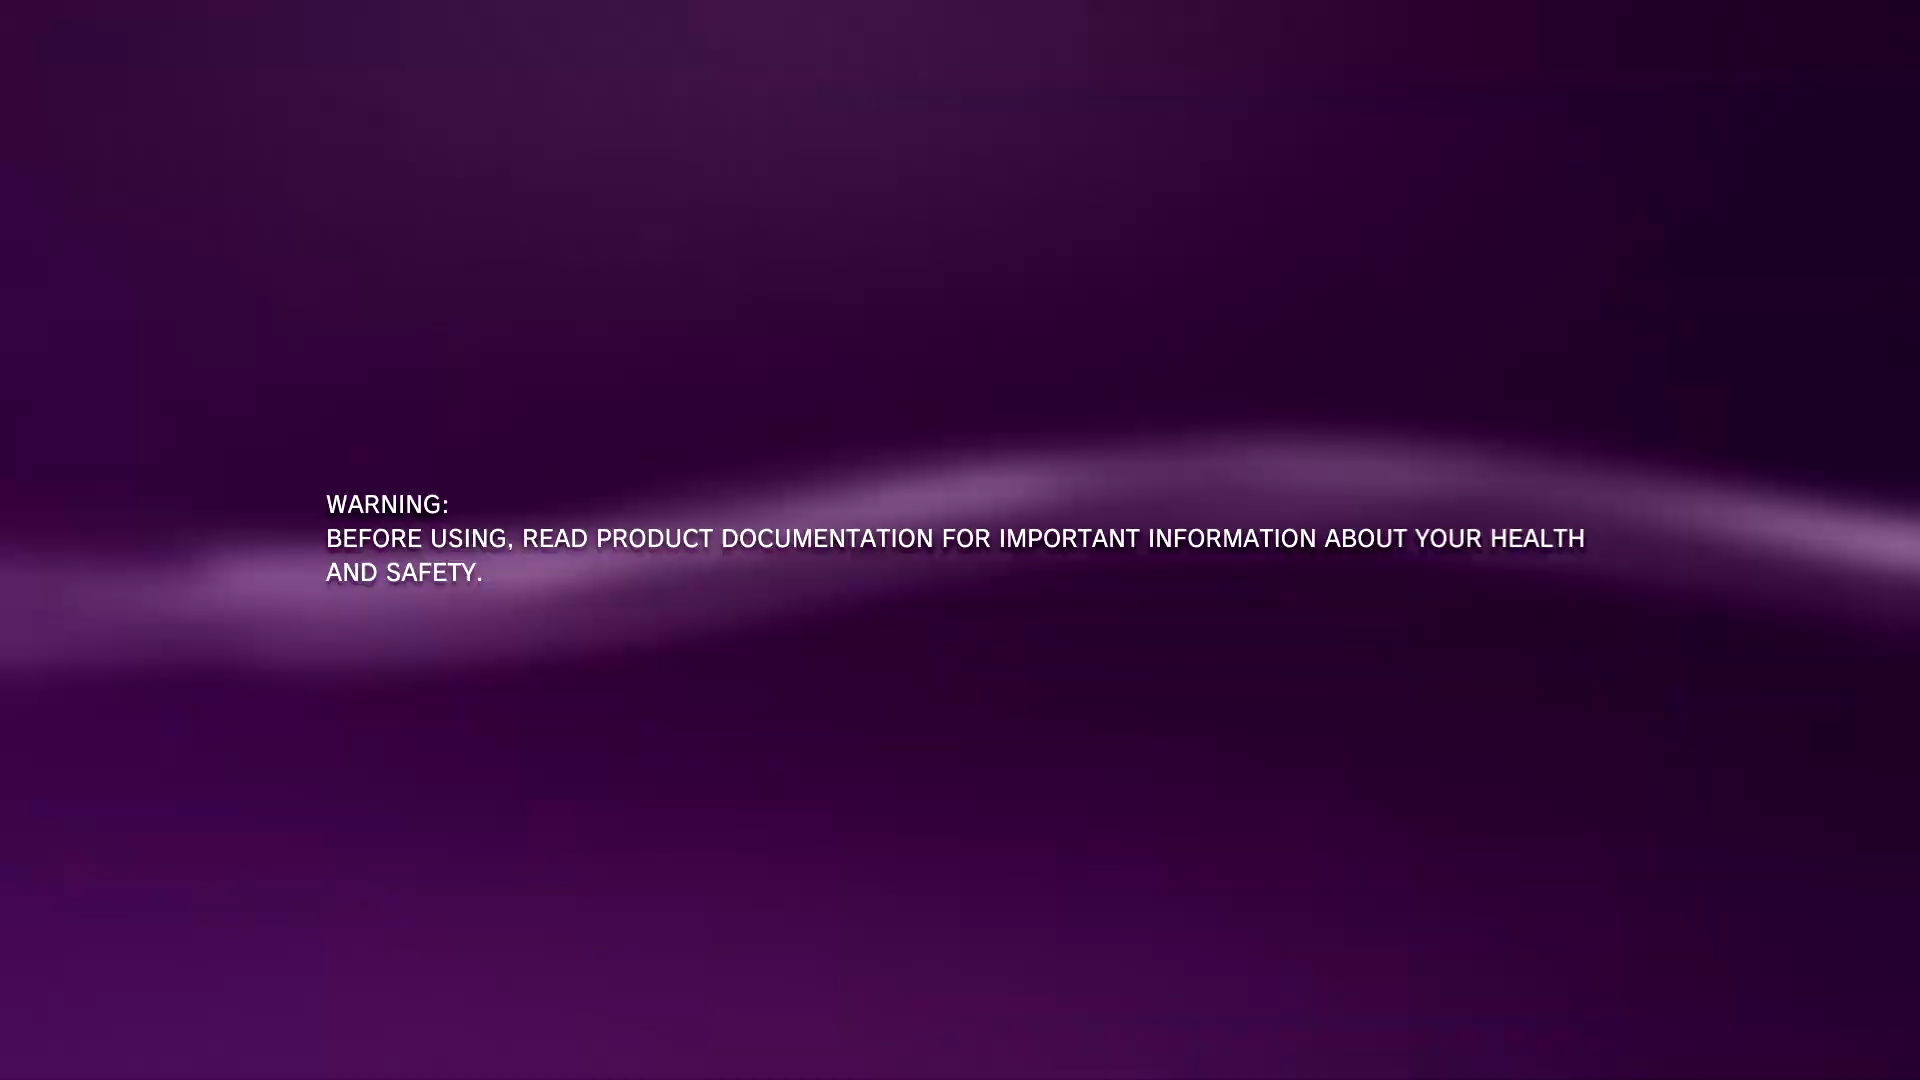 WARNING:
BEFORE USING, READ PRODUCT DOCUMENTATION FOR IMPORTANT INFORMATION ABOUT YOUR HEALTH
AND SAFETY.